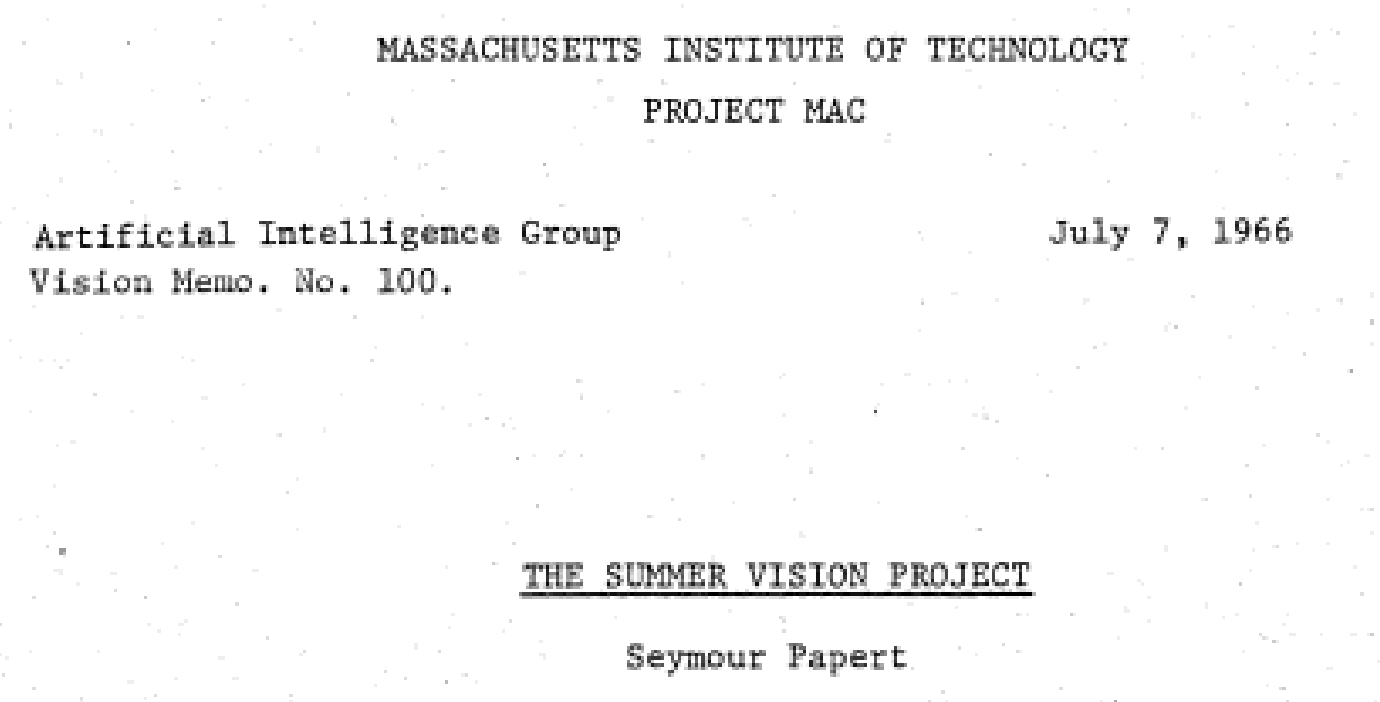 MASSACHUSETTS INSTITUTE OF TECHNOLOGY
PROJECT MAC
Artificial Intelligence Group July 7, 1966
Vision Memo. No. 100.
THE SUMMER VISION PROJECT
Seymour Papert